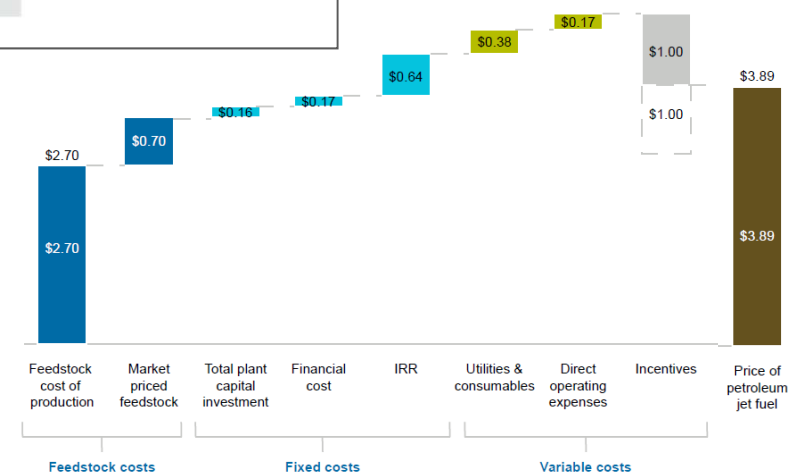 $2.70
$2.70
$0.70
$0.16
$0.17
$0.64
$0.38
$0.17
$1.00
$1.00
$3.89
$3.89
Feedstock
cost of
production
Market
priced
feedstock
Total plant
capital
investment
Financial
cost
IRR
Utilities &
consumables
Direct
operating
expenses
Incentives
Price of
petroleum
jet fuel
Feedstock costs
Fixed costs
Variable costs